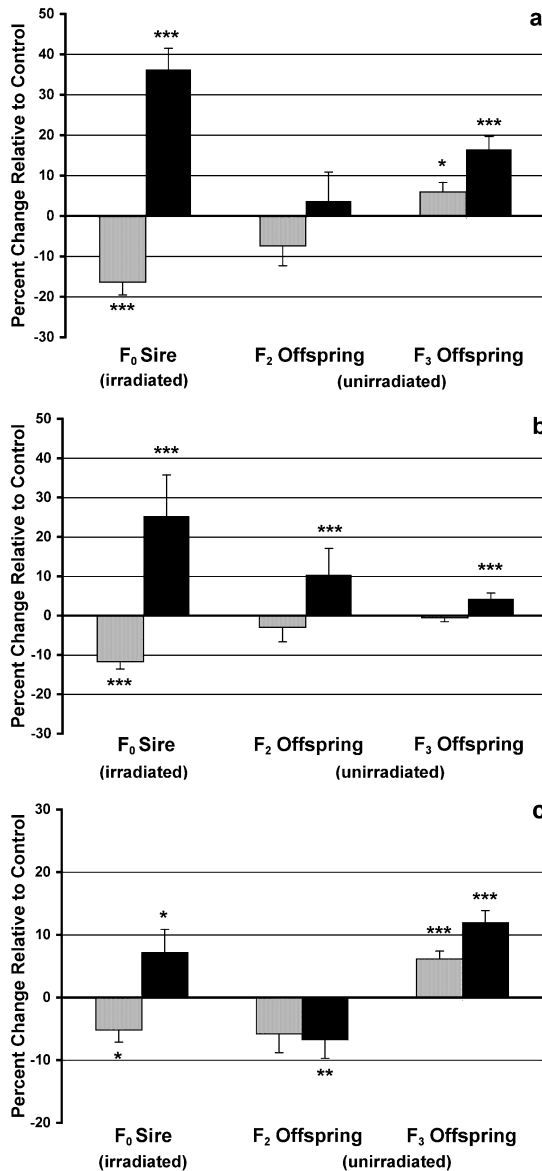 a
Percent Change Relative to Control
50
40
30
20
10
0
-10
-20
-30
***
***
*
***
F₀ Sire
F₂ Offspring
F₃ Offspring
(irradiated)
(unirradiated)
b
Percent Change Relative to Control
50
40
30
20
10
0
-10
-20
-30
***
***
***
***
F₀ Sire
F₂ Offspring
F₃ Offspring
(irradiated)
(unirradiated)
c
Percent Change Relative to Control
30
20
10
0
-10
-20
*
*
**
***
***
F₀ Sire
F₂ Offspring
F₃ Offspring
(irradiated)
(unirradiated)